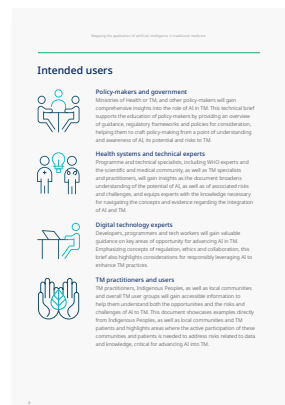 Mapping the application of artificial intelligence in traditional medicine
Intended users
Policy-makers and government
Ministries of Health or TM, and other policy-makers will gain
comprehensive insights into the role of AI in TM. This technical brief
supports the education of policy-makers by providing an overview
of guidance, regulatory frameworks and policies for consideration,
helping them to craft policy-making from a point of understanding
and awareness of AI, its potential and risks to TM.
Health systems and technical experts
Programme and technical specialists, including WHO experts and
the scientific and medical community, as well as TM specialists
and practitioners, will gain insights as the document broadens
understanding of the potential of AI, as well as of associated risks
and challenges, and equips experts with the knowledge necessary
for navigating the concepts and evidence regarding the integration
of AI and TM.
Digital technology experts
Developers, programmers and tech workers will gain valuable
guidance on key areas of opportunity for advancing AI in TM.
Emphasizing concepts of regulation, ethics and collaboration, this
brief also highlights considerations for responsibly leveraging AI to
enhance TM practices.
TM practitioners and users
TM practitioners, Indigenous Peoples, as well as local communities
and overall TM user groups will gain accessible information to
help them understand both the opportunities and the risks and
challenges of AI to TM. This document showcases examples directly
from Indigenous Peoples, as well as local communities and TM
patients and highlights areas where the active participation of these
communities and patients is needed to address risks related to data
and knowledge, critical for advancing AI into TM.